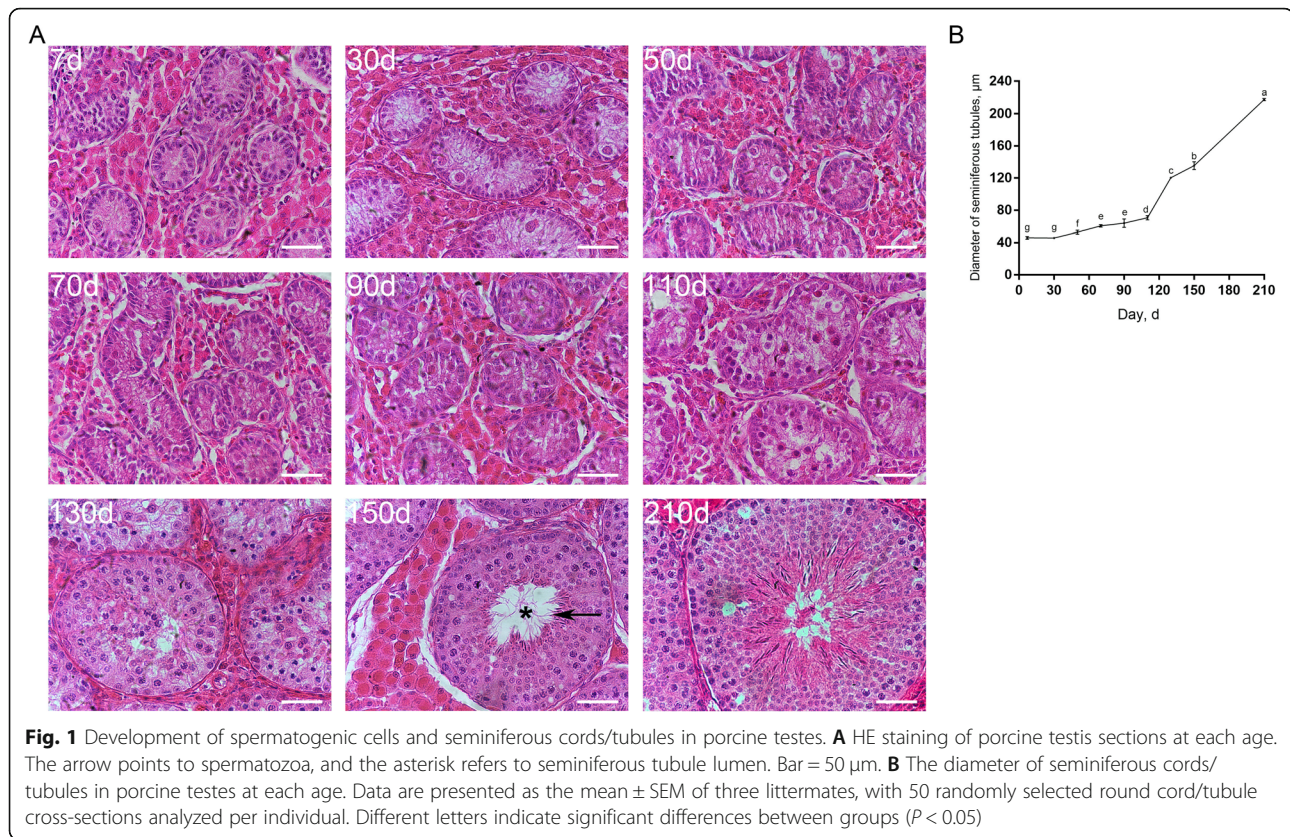 A
7d
30d
50d
70d
90d
110d
130d
150d
*
210d
B
Diameter of seminiferous tubules, μm
240
200
160
120
80
40
0
g g f e e d c b a
0 30 60 90 120 150 180 210
Day, d
Fig. 1 Development of spermatogenic cells and seminiferous cords/tubules in porcine testes. A HE staining of porcine testis sections at each age.
The arrow points to spermatozoa, and the asterisk refers to seminiferous tubule lumen. Bar = 50 μm. B The diameter of seminiferous cords/
tubules in porcine testes at each age. Data are presented as the mean ± SEM of three littermates, with 50 randomly selected round cord/tubule
cross-sections analyzed per individual. Different letters indicate significant differences between groups (P < 0.05)